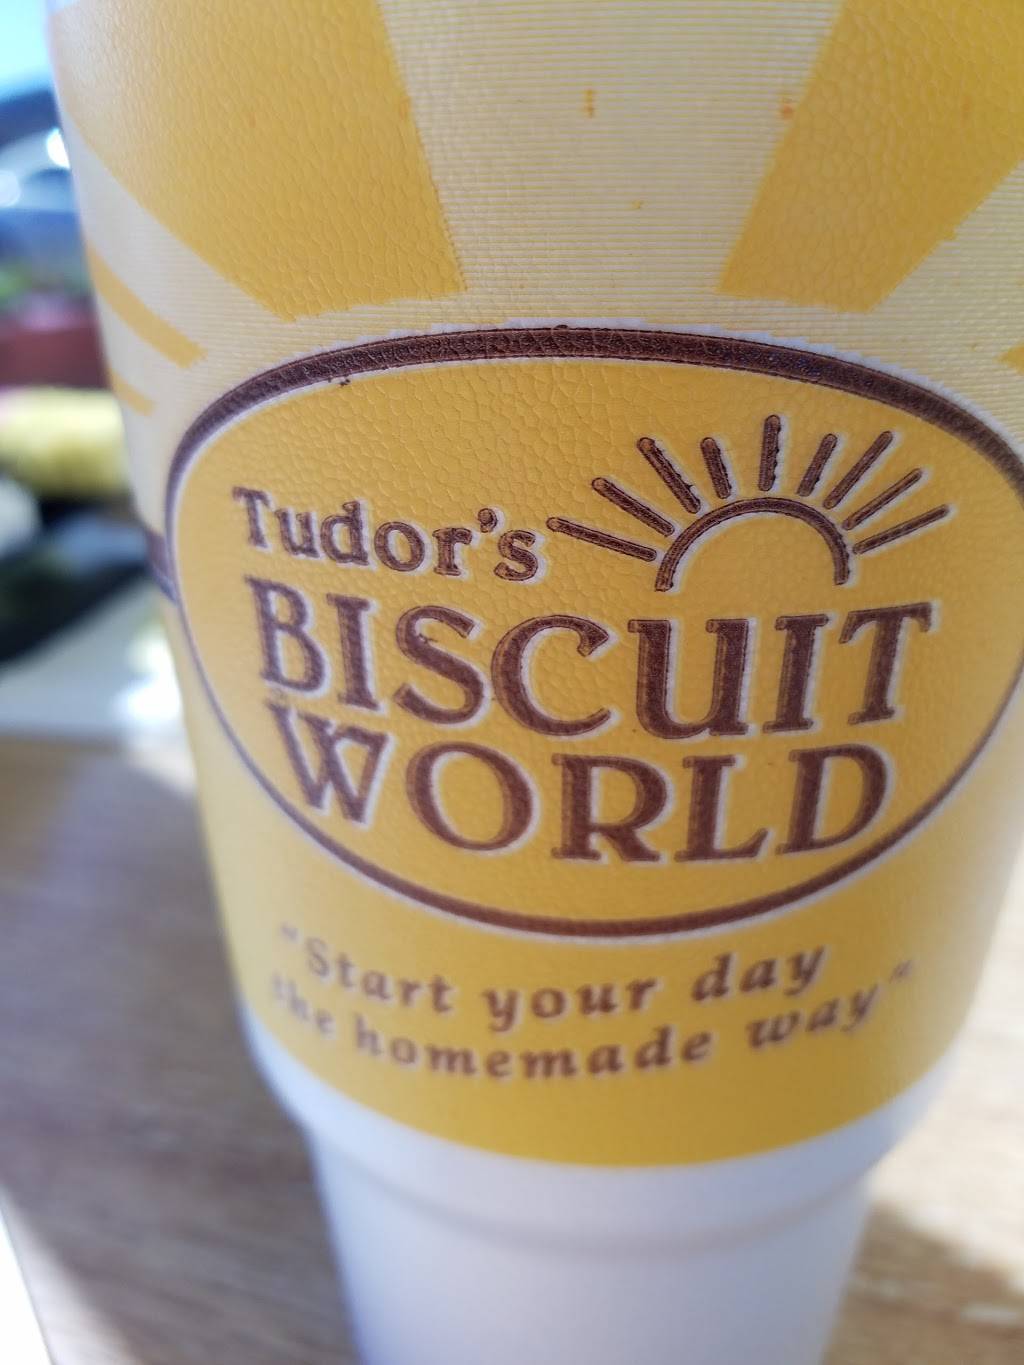 Tudor's
BISCUIT
WORLD
"Start your day
the homemade way"